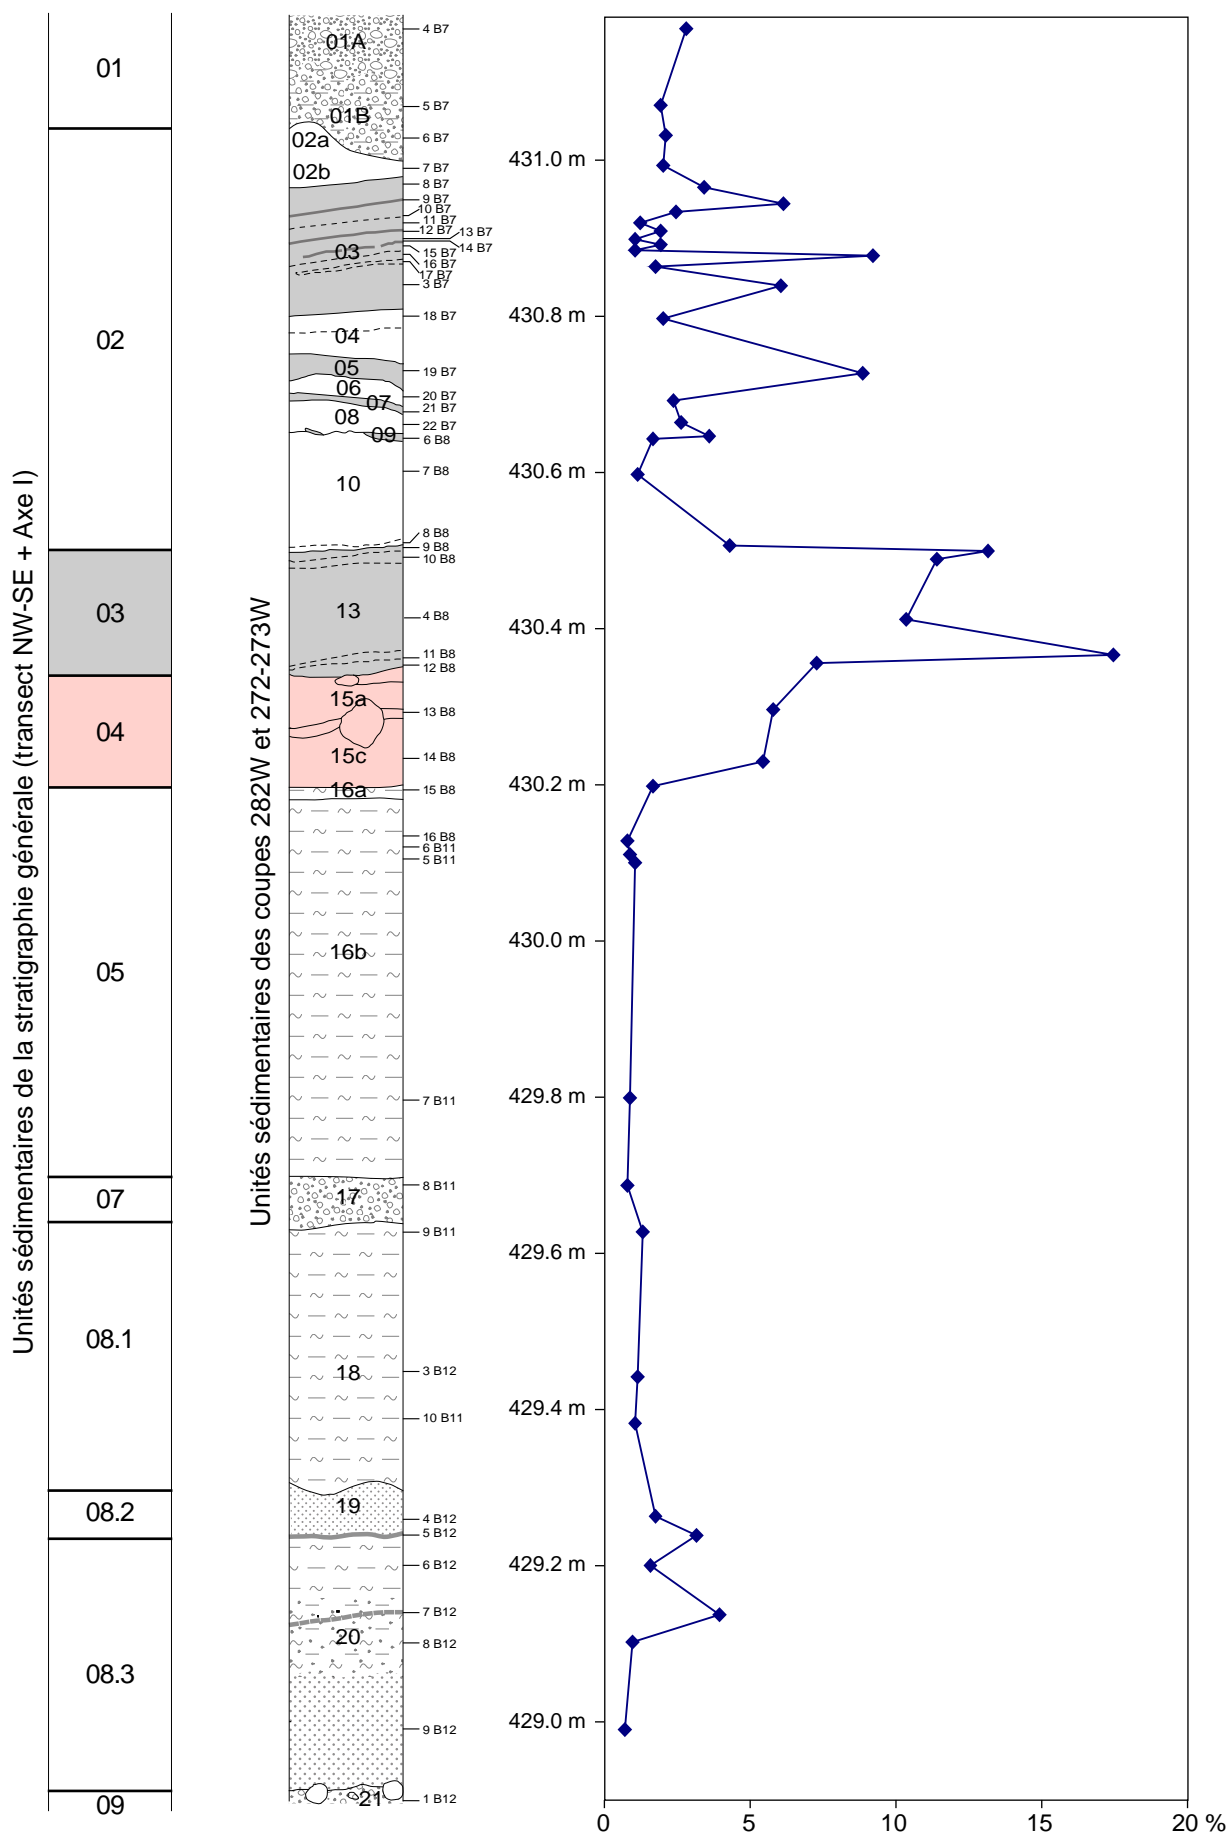 Unités sédimentaires de la stratigraphie générale (transect NW-SE + Axe I)
01
02
03
04
05
07
08.1
08.2
08.3
09
Unités sédimentaires des coupes 282W et 272-273W
01A
01B
02a
02b
03
04
05
06
07
08
09
10
13
15a
15c
16a
16b
17
18
19
20
21
4 B7
5 B7
6 B7
7 B7
8 B7
9 B7
10 B7
11 B7
12 B7
13 B7
14 B7
15 B7
16 B7
17 B7
3 B7
18 B7
19 B7
20 B7
21 B7
22 B7
6 B8
7 B8
8 B8
9 B8
10 B8
4 B8
11 B8
12 B8
13 B8
14 B8
15 B8
16 B8
6 B11
5 B11
7 B11
8 B11
9 B11
3 B12
10 B11
4 B12
5 B12
6 B12
7 B12
8 B12
9 B12
1 B12
431.0 m
430.8 m
430.6 m
430.4 m
430.2 m
430.0 m
429.8 m
429.6 m
429.4 m
429.2 m
429.0 m
0 5 10 15 20 %